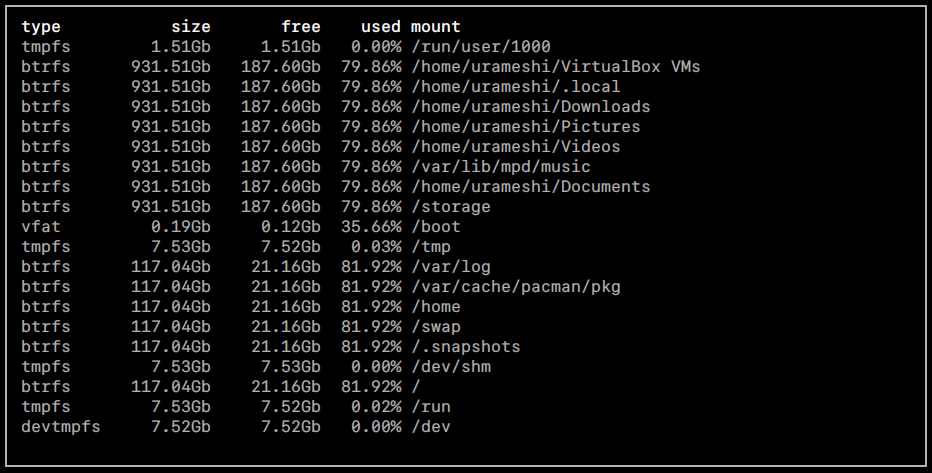 type size free used mount
tmpfs 1.51Gb 1.51Gb 0.00% /run/user/1000
btrfs 931.51Gb 187.60Gb 79.86% /home/urameshi/VirtualBox VMs
btrfs 931.51Gb 187.60Gb 79.86% /home/urameshi/.local
btrfs 931.51Gb 187.60Gb 79.86% /home/urameshi/Downloads
btrfs 931.51Gb 187.60Gb 79.86% /home/urameshi/Pictures
btrfs 931.51Gb 187.60Gb 79.86% /home/urameshi/Videos
btrfs 931.51Gb 187.60Gb 79.86% /var/lib/mpd/music
btrfs 931.51Gb 187.60Gb 79.86% /home/urameshi/Documents
btrfs 931.51Gb 187.60Gb 79.86% /storage
vfat 0.19Gb 0.12Gb 35.66% /boot
tmpfs 7.53Gb 7.52Gb 0.03% /tmp
btrfs 117.04Gb 21.16Gb 81.92% /var/log
btrfs 117.04Gb 21.16Gb 81.92% /var/cache/pacman/pkg
btrfs 117.04Gb 21.16Gb 81.92% /home
btrfs 117.04Gb 21.16Gb 81.92% /swap
btrfs 117.04Gb 21.16Gb 81.92% /.snapshots
tmpfs 7.53Gb 7.53Gb 0.00% /dev/shm
btrfs 117.04Gb 21.16Gb 81.92% /
tmpfs 7.53Gb 7.52Gb 0.02% /run
devtmpfs 7.52Gb 7.52Gb 0.00% /dev